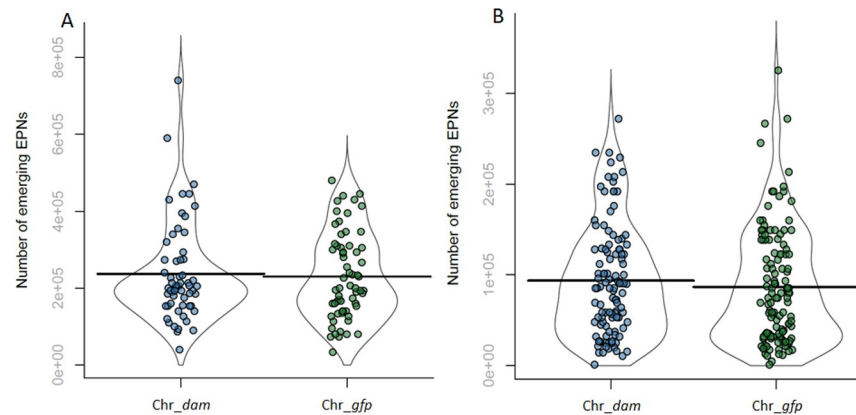 A
Number of emerging EPNs
8e+05
6e+05
4e+05
2e+05
0e+00
Chr_dam
Chr_gfp
B
Number of emerging EPNs
3e+05
2e+05
1e+05
0e+00
Chr_dam
Chr_gfp